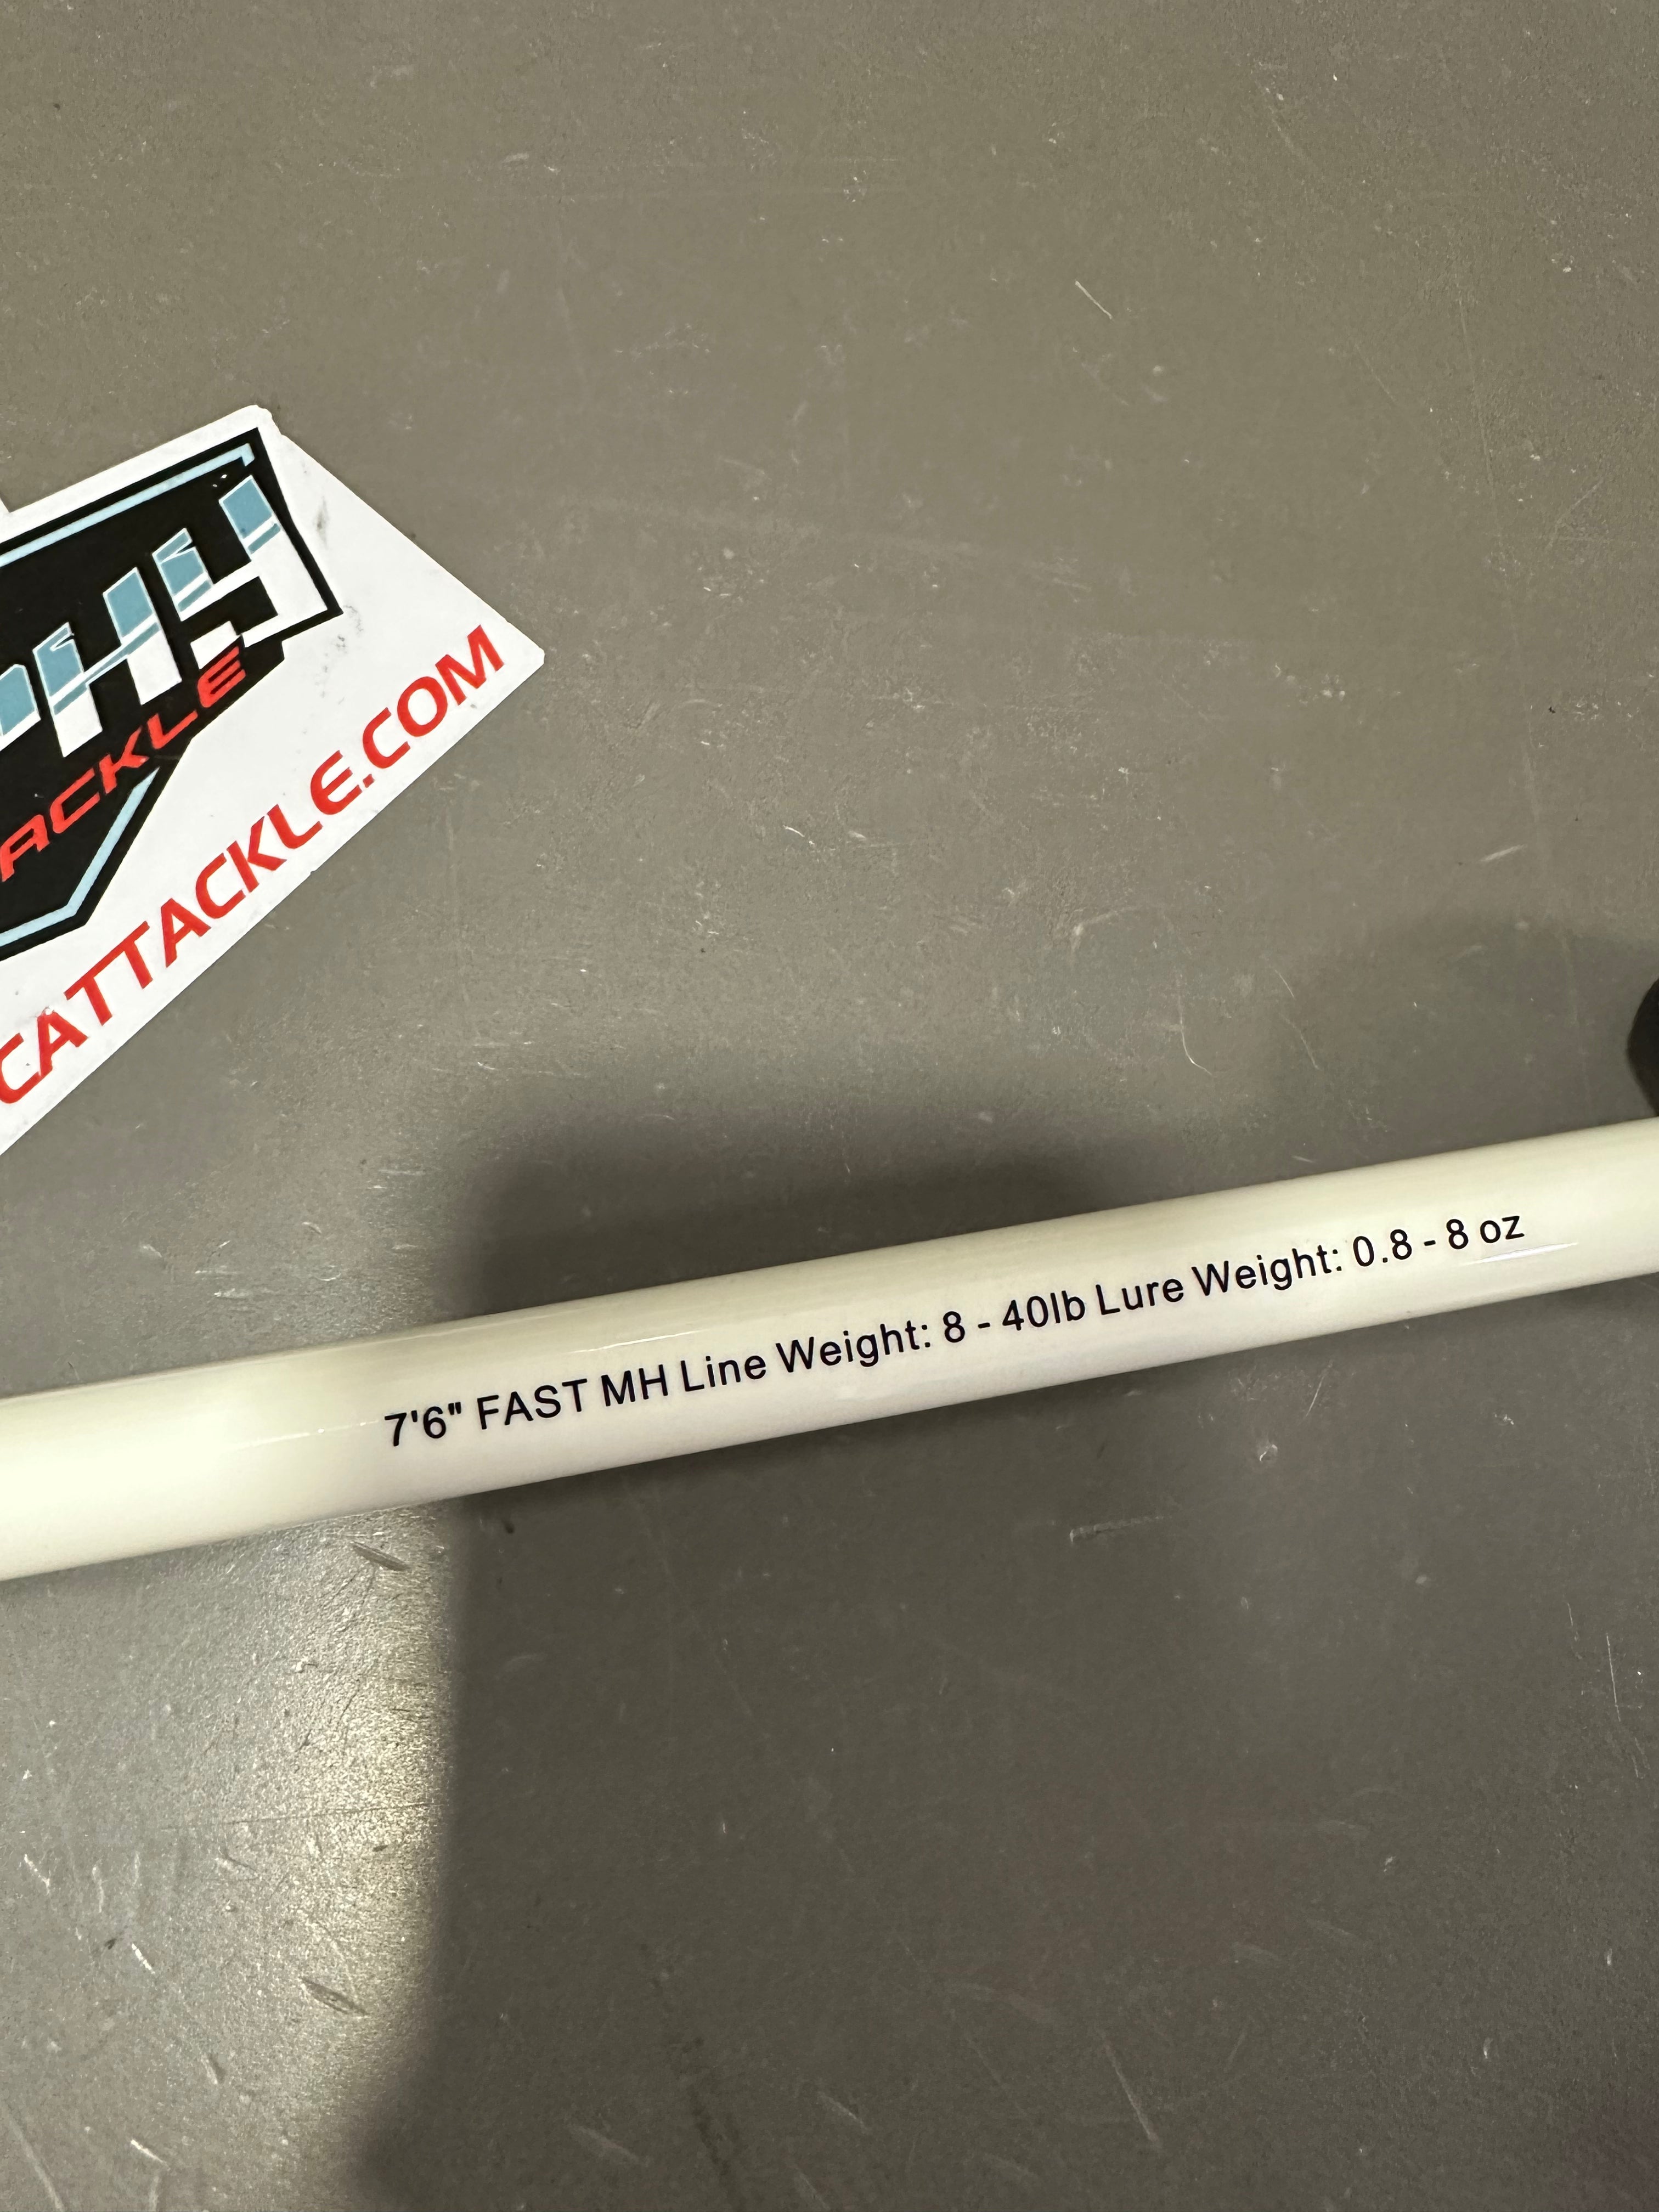 ACKLE
CATTACKLE.COM
7'6" FAST MH Line Weight: 8 - 40lb Lure Weight: 0.8 - 8 oz